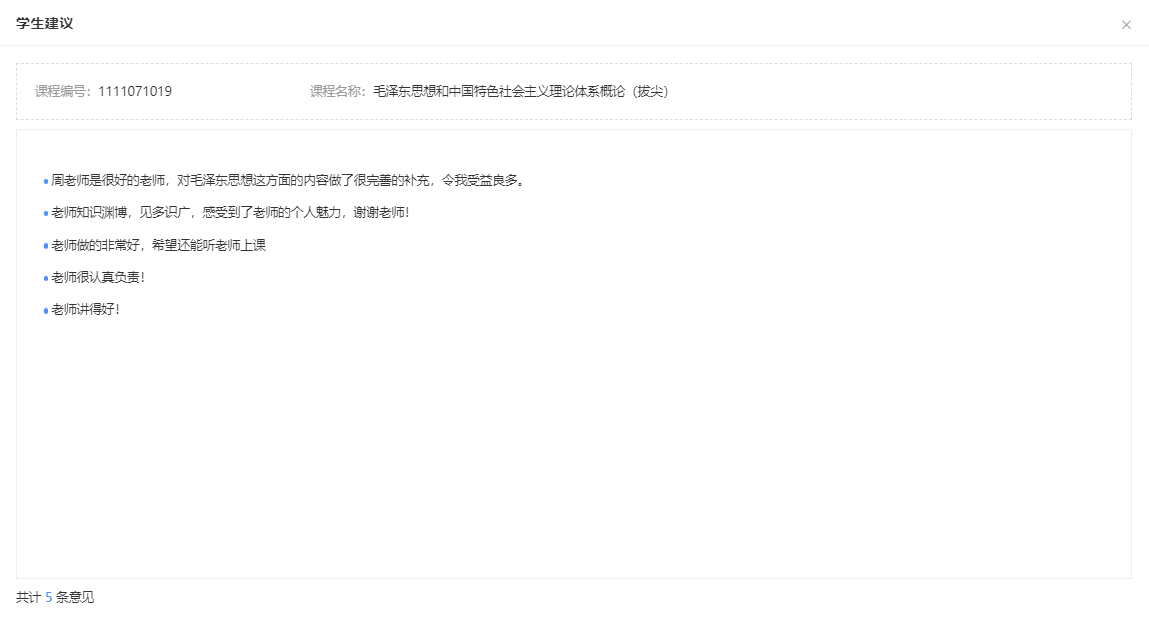 学生建议
课程编号：1111071019 课程名称：毛泽东思想和中国特色社会主义理论体系概论（拔尖）
周老师是很好的老师，对毛泽东思想这方面的内容做了很完善的补充，令我受益良多。
老师知识渊博，见多识广，感受到了老师的个人魅力，谢谢老师！
老师做的非常好，希望还能听老师上课
老师很认真负责！
老师讲得好！
共计 5 条意见